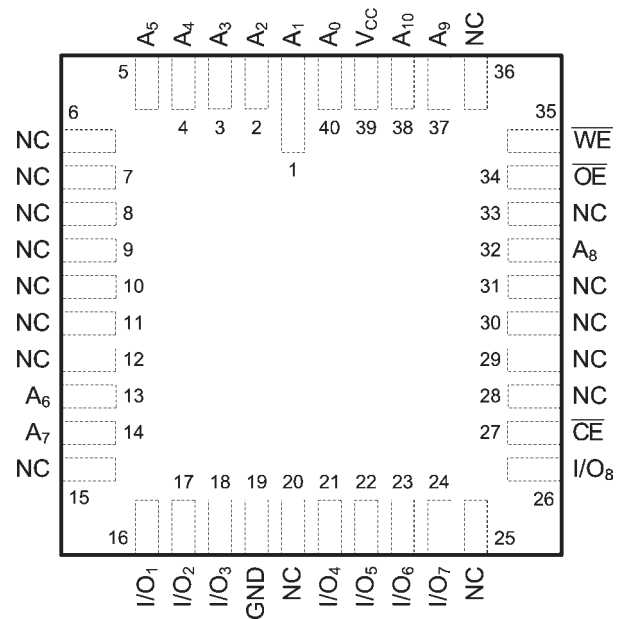 A5 A4 A3 A2 A1 A0 VCC A10 A9 NC
5 4 3 2 1 40 39 38 37 36
6 35
NC WE
NC 7 34 OE
NC 8 33 NC
NC 9 32 A8
NC 10 31 NC
NC 11 30 NC
NC 12 29 NC
A6 13 28 NC
A7 14 27 CE
NC I/O8
15 26
16 17 18 19 20 21 22 23 24 25
I/O1 I/O2 I/O3 GND NC I/O4 I/O5 I/O6 I/O7 NC